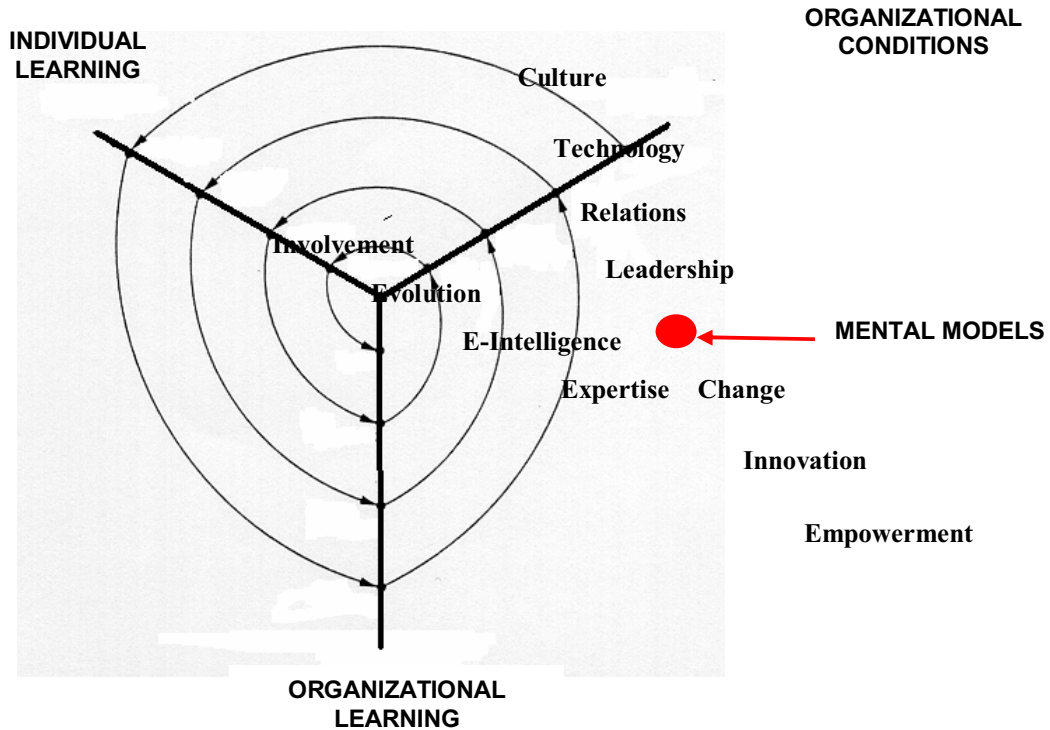 ORGANIZATIONAL
CONDITIONS
INDIVIDUAL
LEARNING
Culture
Technology
Relations
Involvement
Leadership
Evolution
MENTAL MODELS
E-Intelligence
Expertise
Change
Innovation
Empowerment
ORGANIZATIONAL
LEARNING